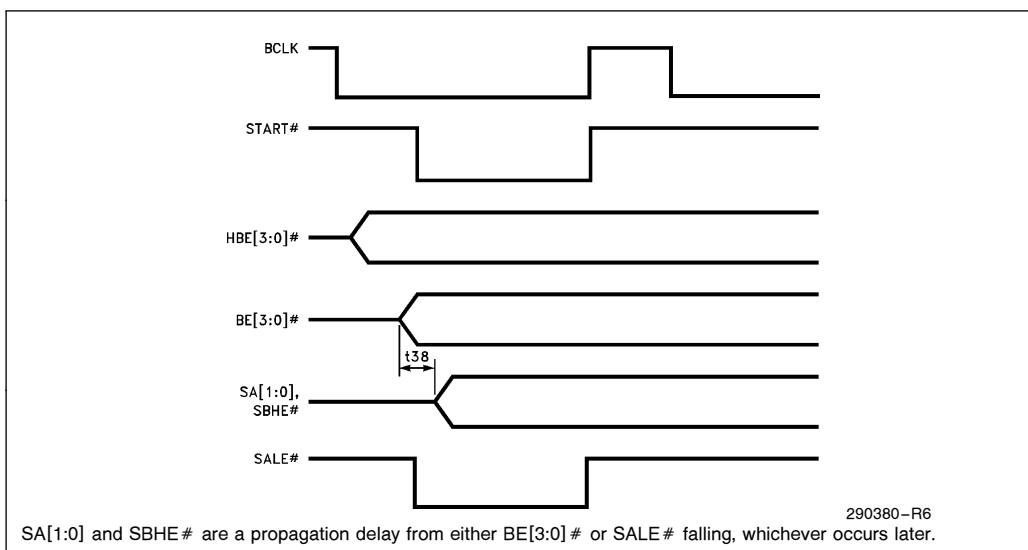 BCLK
START#
HBE[3:0]#
BE[3:0]#
t38
SA[1:0],
SBHE#
SALE#
290380–R6
SA[1:0] and SBHE# are a propagation delay from either BE[3:0]# or SALE# falling, whichever occurs later.